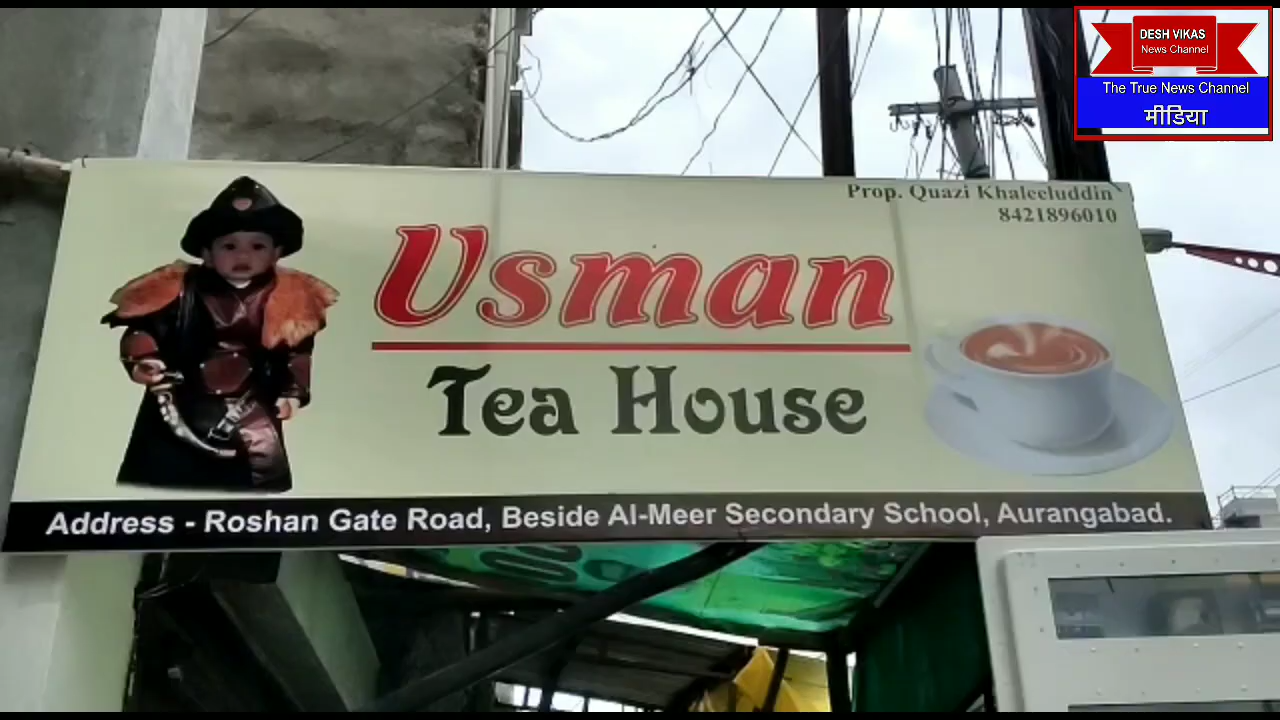 DESH VIKAS
News Channel
The True News Channel
मीडिया
Prop. Quazi Khaleeluddin
8421896010
Usman
Tea House
Address - Roshan Gate Road, Beside Al-Meer Secondary School, Aurangabad.